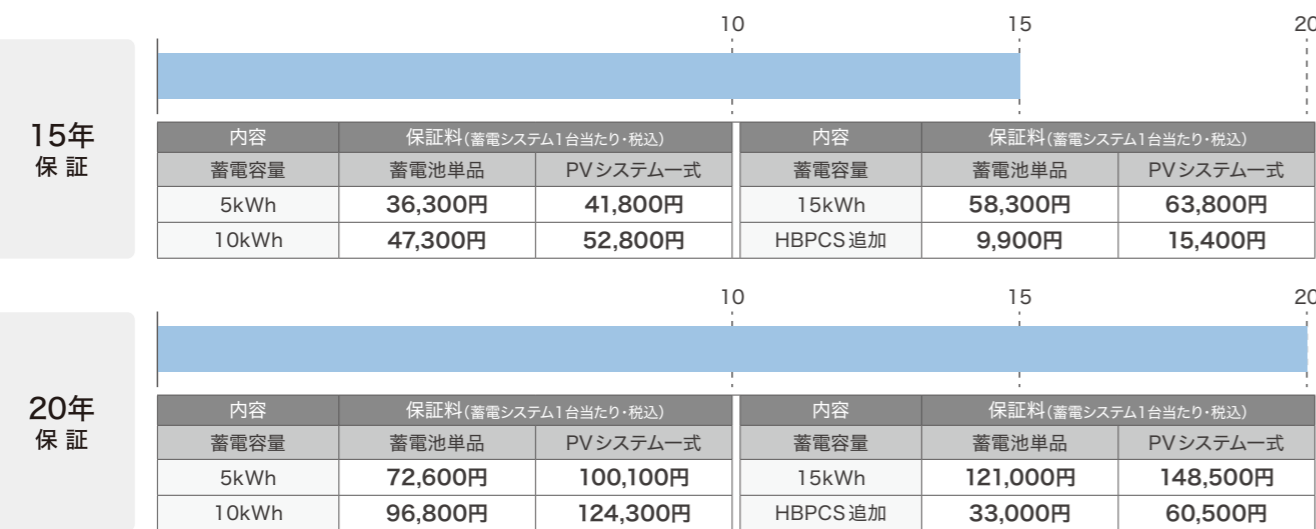 10 15 20
15年
保証
内容 保証料(蓄電システム1台当たり・税込) 内容 保証料(蓄電システム1台当たり・税込)
蓄電容量 蓄電池単品 PVシステム一式 蓄電容量 蓄電池単品 PVシステム一式
5kWh 36,300円 41,800円 15kWh 58,300円 63,800円
10kWh 47,300円 52,800円 HBPCS追加 9,900円 15,400円
10 15 20
20年
保証
内容 保証料(蓄電システム1台当たり・税込) 内容 保証料(蓄電システム1台当たり・税込)
蓄電容量 蓄電池単品 PVシステム一式 蓄電容量 蓄電池単品 PVシステム一式
5kWh 72,600円 100,100円 15kWh 121,000円 148,500円
10kWh 96,800円 124,300円 HBPCS追加 33,000円 60,500円